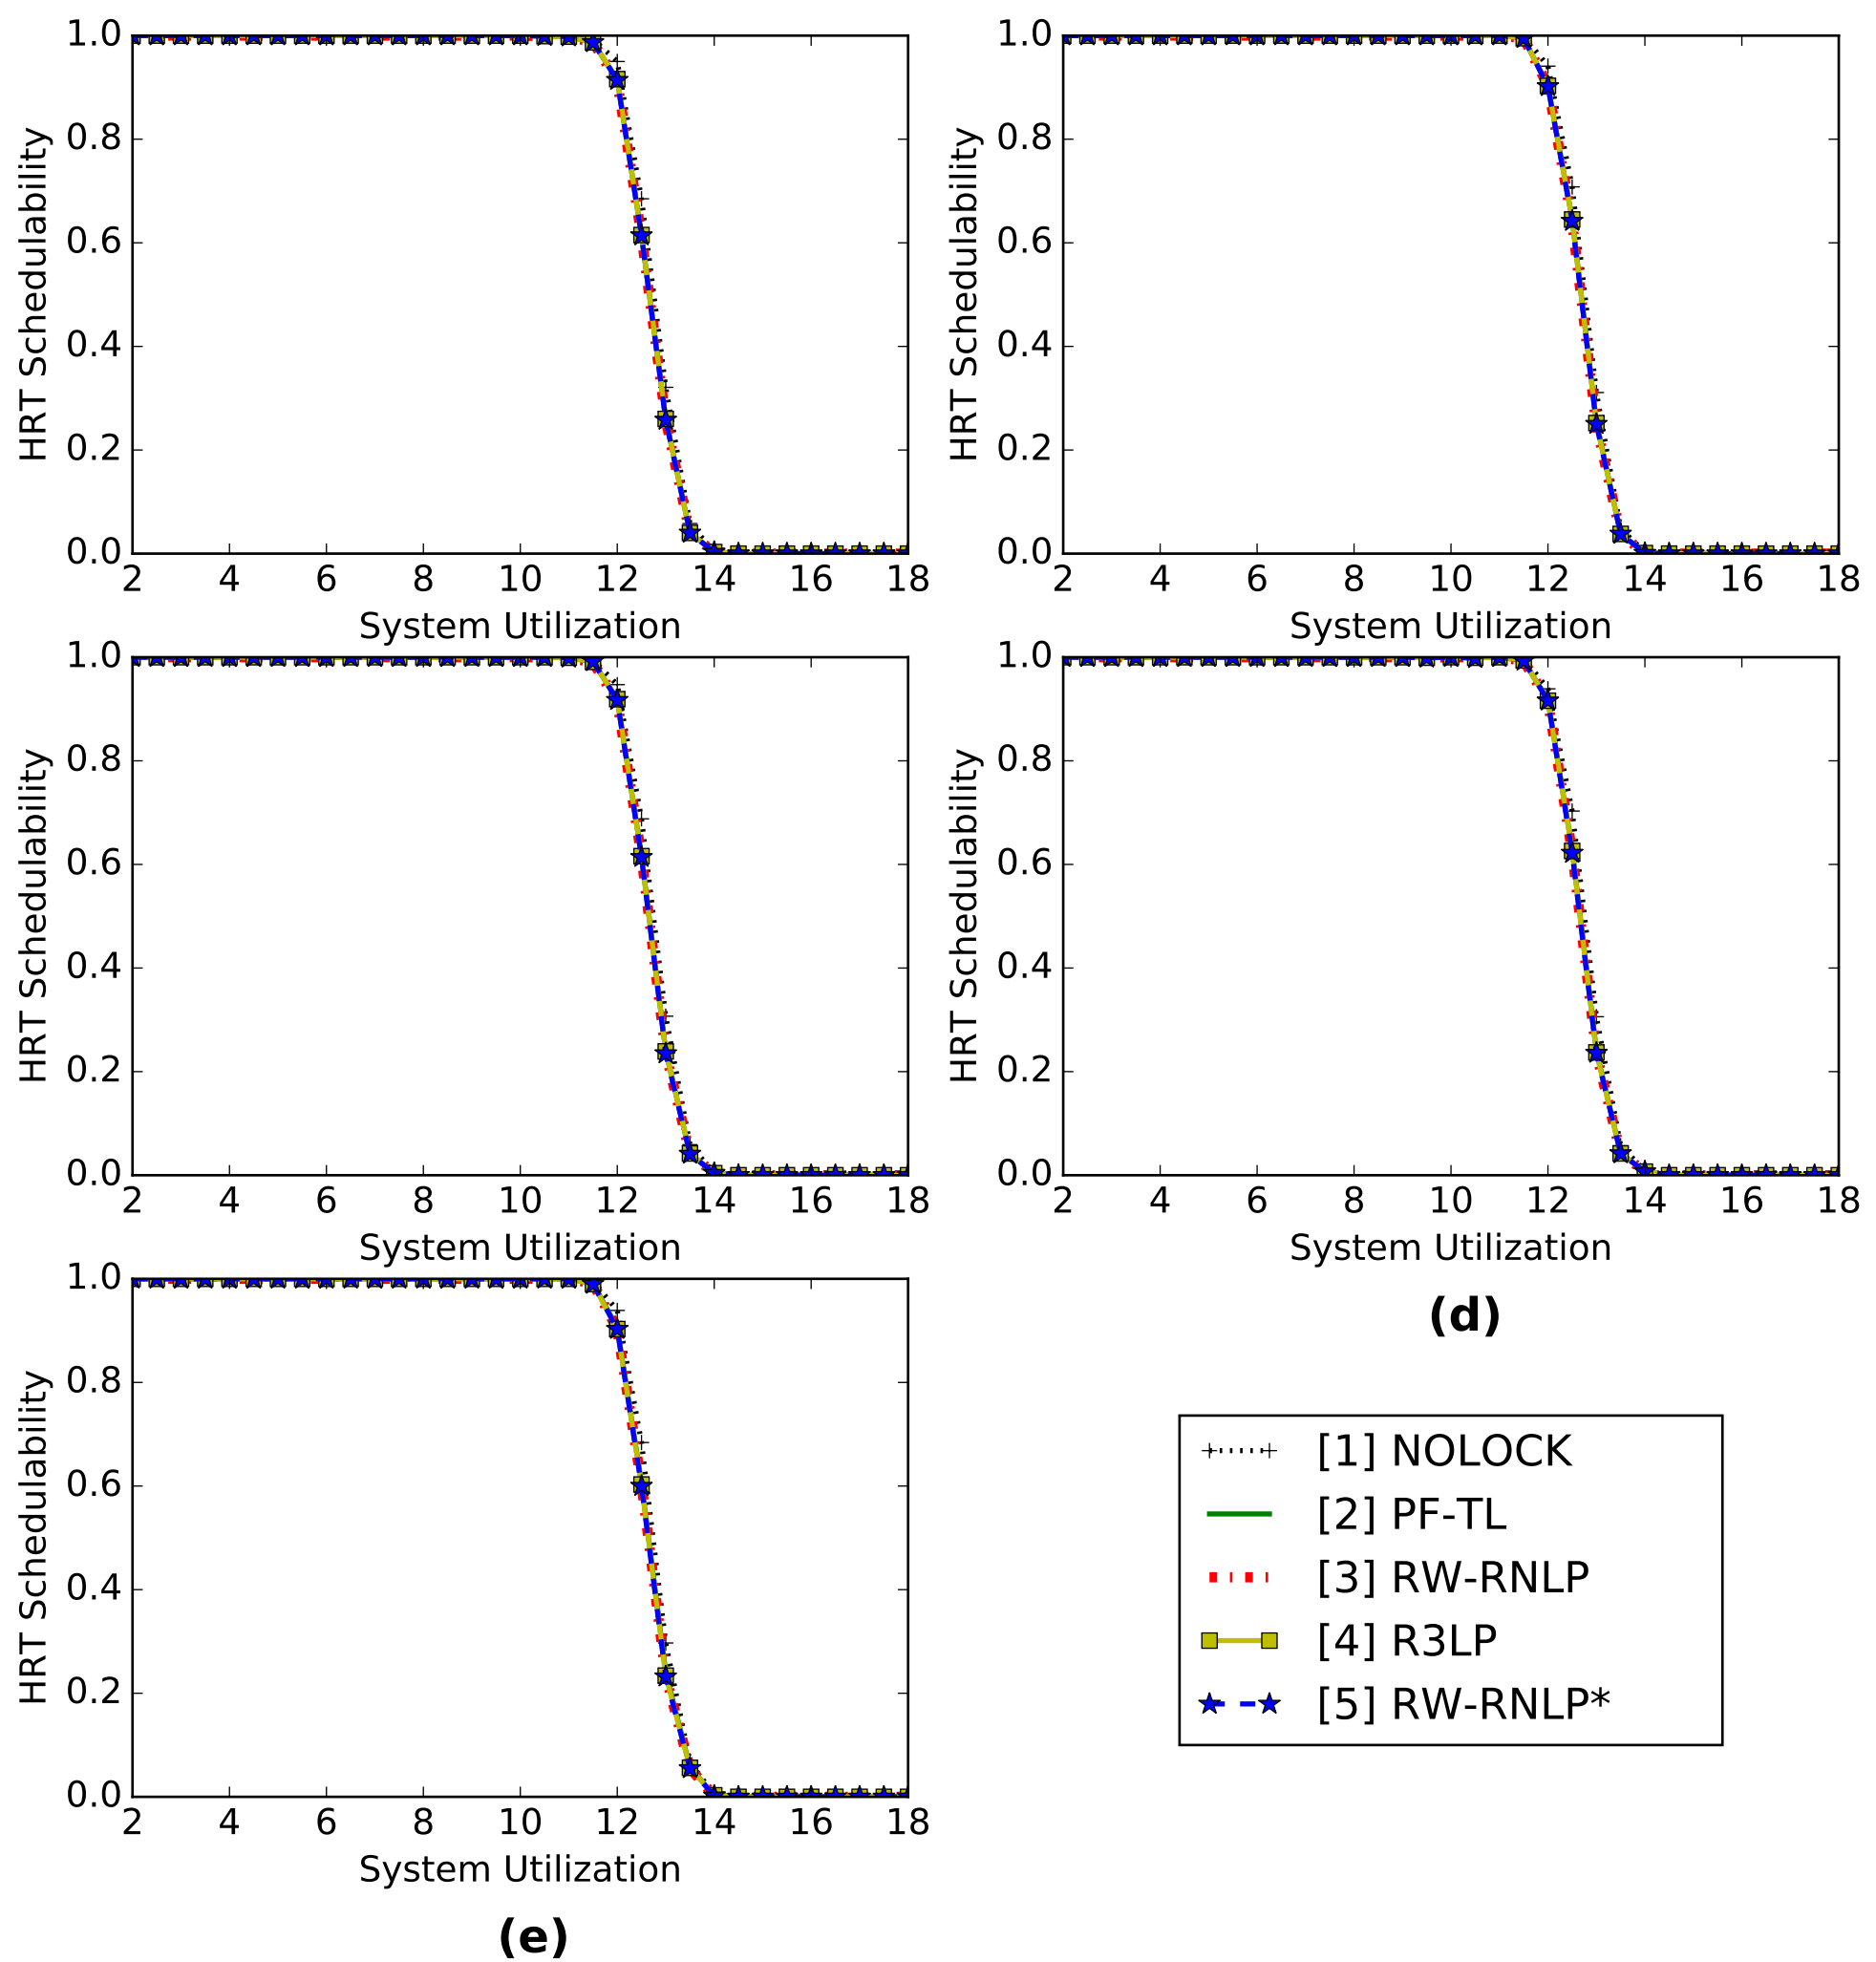 1.0
0.8
0.6
0.4
0.2
0.0
HRT Schedulability
2 4 6 8 10 12 14 16 18
System Utilization
1.0
0.8
0.6
0.4
0.2
0.0
HRT Schedulability
2 4 6 8 10 12 14 16 18
System Utilization
1.0
0.8
0.6
0.4
0.2
0.0
HRT Schedulability
2 4 6 8 10 12 14 16 18
System Utilization
1.0
0.8
0.6
0.4
0.2
0.0
HRT Schedulability
2 4 6 8 10 12 14 16 18
System Utilization
(d)
1.0
0.8
0.6
0.4
0.2
0.0
HRT Schedulability
2 4 6 8 10 12 14 16 18
System Utilization
(e)
[1] NOLOCK
[2] PF-TL
[3] RW-RNLP
[4] R3LP
[5] RW-RNLP*